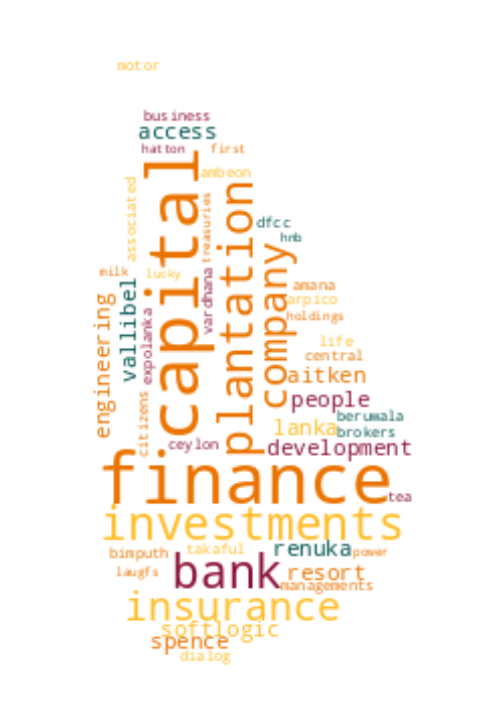 motor
business
access
hatton
first
ambeon
capital
associated
treasuries
plantation
dfcc
hnb
company
milk
lucky
vardhana
vallibel
expolanka
engineering
amana
arpico
holdings
life
central
aitken
citizens
people
beruwala
lanka
brokers
ceylon
development
finance
tea
investments
bimputh
takaful
renuka
power
laugfs
bank
resort
managements
insurance
softlogic
spence
dialog